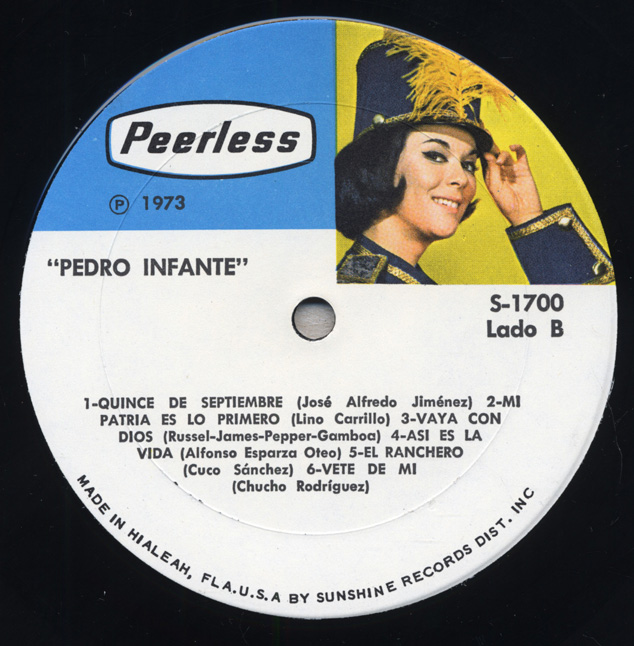 Peerless
Ⓟ 1973
“PEDRO INFANTE”
S-1700
Lado B
1-QUINCE DE SEPTIEMBRE (José Alfredo Jiménez) 2-MI
PATRIA ES LO PRIMERO (Lino Carrillo) 3-VAYA CON
DIOS (Russel-James-Pepper-Gamboa) 4-ASI ES LA
VIDA (Alfonso Esparza Oteo) 5-EL RANCHERO
(Cuco Sánchez) 6-VETE DE MI
(Chucho Rodríguez)
MADE IN HIALEAH, FLA.U.S.A BY SUNSHINE RECORDS DIST. INC